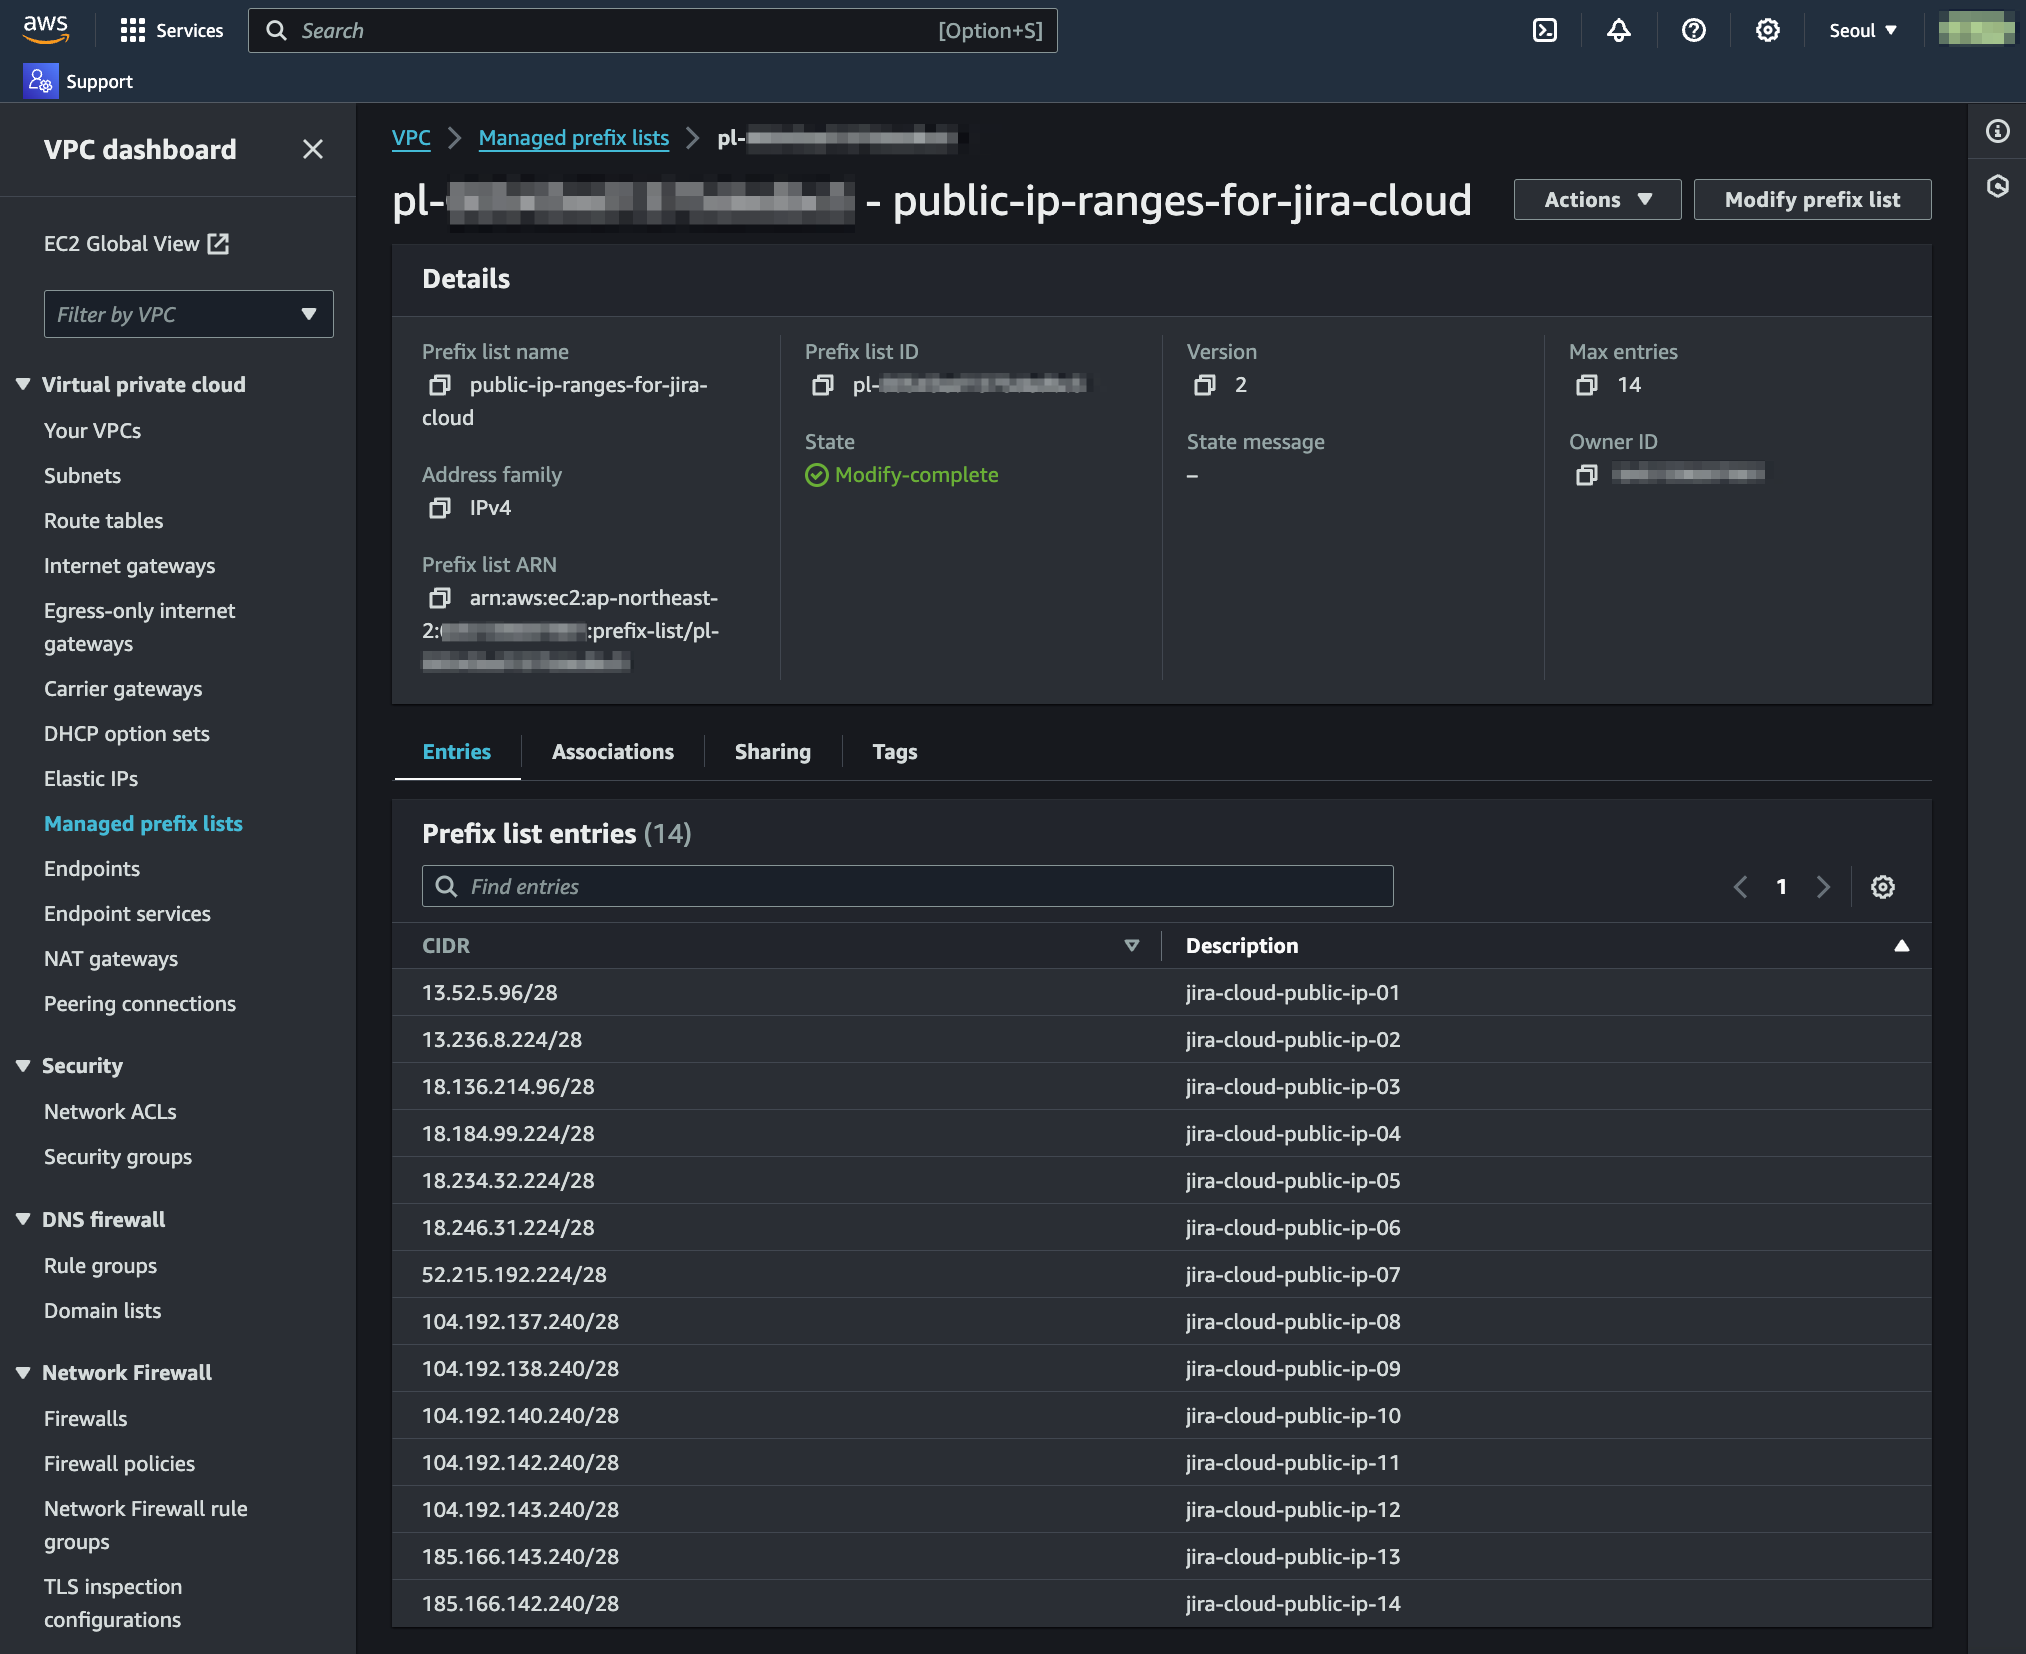 aws
Services
Search
[Option+S]
Seoul
Support
VPC dashboard
EC2 Global View
Filter by VPC
Virtual private cloud
Your VPCs
Subnets
Route tables
Internet gateways
Egress-only internet
gateways
Carrier gateways
DHCP option sets
Elastic IPs
Managed prefix lists
Endpoints
Endpoint services
NAT gateways
Peering connections
Security
Network ACLs
Security groups
DNS firewall
Rule groups
Domain lists
Network Firewall
Firewalls
Firewall policies
Network Firewall rule
groups
TLS inspection
configurations
VPC
Managed prefix lists
pl-
pl- - public-ip-ranges-for-jira-cloud
Actions
Modify prefix list
Details
Prefix list name
public-ip-ranges-for-jira-
cloud
Address family
IPv4
Prefix list ARN
arn:aws:ec2:ap-northeast-
2: :prefix-list/pl-
Prefix list ID
pl-
State
Modify-complete
Version
2
State message
–
Max entries
14
Owner ID
Entries
Associations
Sharing
Tags
Prefix list entries (14)
Find entries
1
CIDR Description
13.52.5.96/28 jira-cloud-public-ip-01
13.236.8.224/28 jira-cloud-public-ip-02
18.136.214.96/28 jira-cloud-public-ip-03
18.184.99.224/28 jira-cloud-public-ip-04
18.234.32.224/28 jira-cloud-public-ip-05
18.246.31.224/28 jira-cloud-public-ip-06
52.215.192.224/28 jira-cloud-public-ip-07
104.192.137.240/28 jira-cloud-public-ip-08
104.192.138.240/28 jira-cloud-public-ip-09
104.192.140.240/28 jira-cloud-public-ip-10
104.192.142.240/28 jira-cloud-public-ip-11
104.192.143.240/28 jira-cloud-public-ip-12
185.166.143.240/28 jira-cloud-public-ip-13
185.166.142.240/28 jira-cloud-public-ip-14